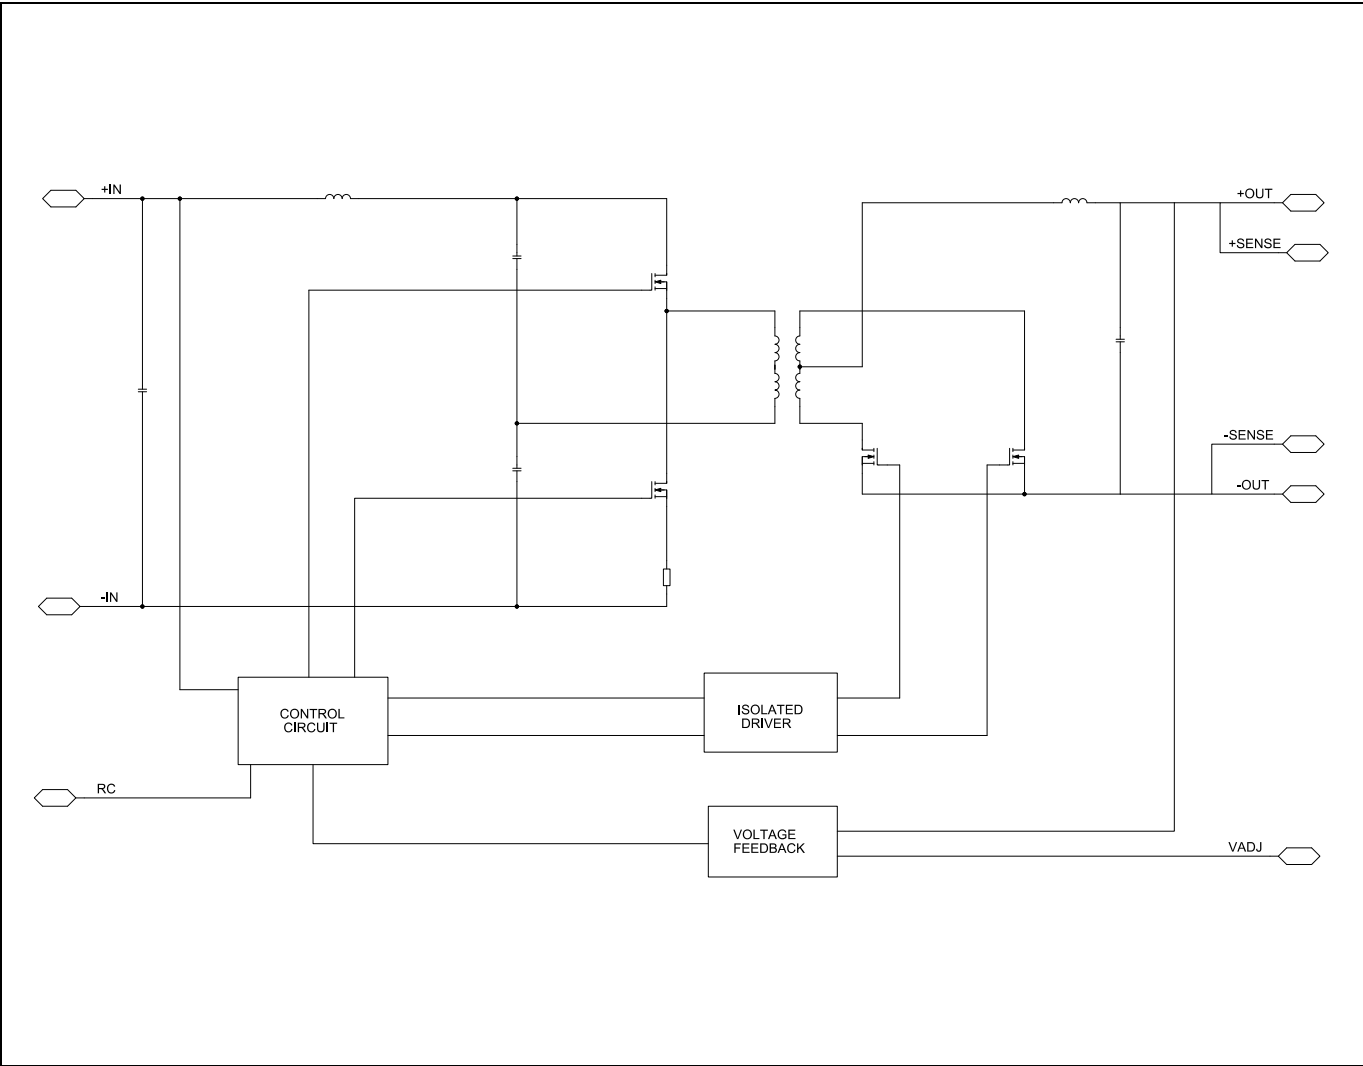 +IN
+OUT
+SENSE
-SENSE
-OUT
-IN
CONTROL
CIRCUIT
ISOLATED
DRIVER
RC
VOLTAGE
FEEDBACK
VADJ